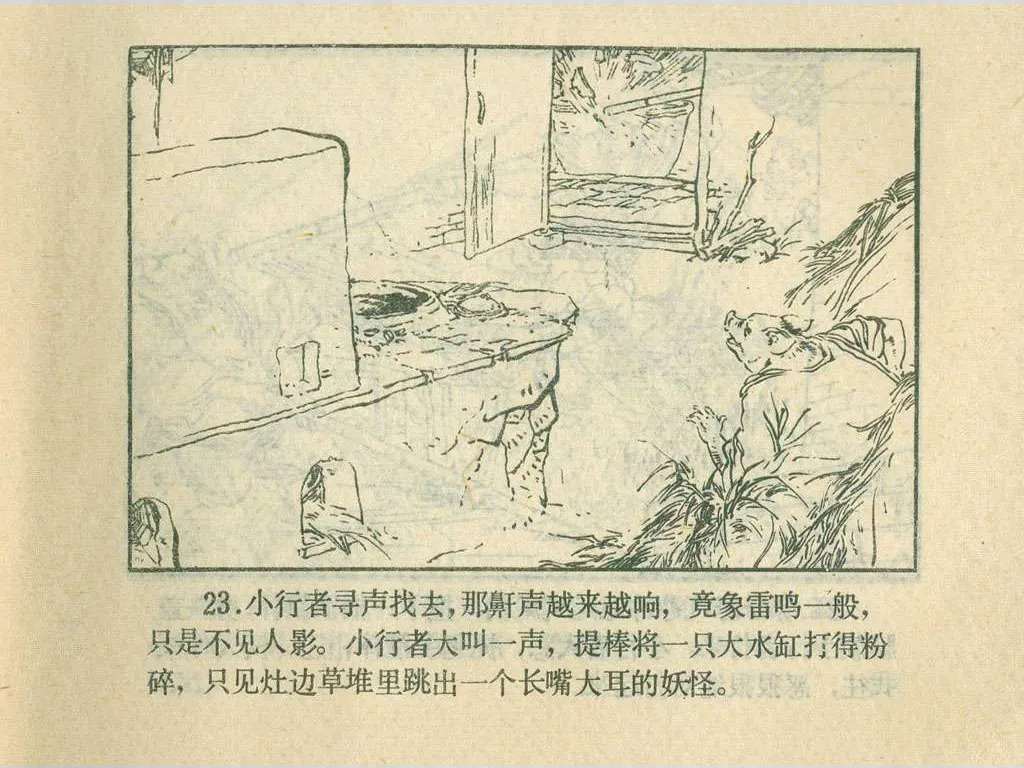 23.小行者寻声找去,那鼾声越来越响，竟象雷鸣一般，
只是不见人影。小行者大叫一声，提棒将一只大水缸打得粉
碎，只见灶边草堆里跳出一个长嘴大耳的妖怪。